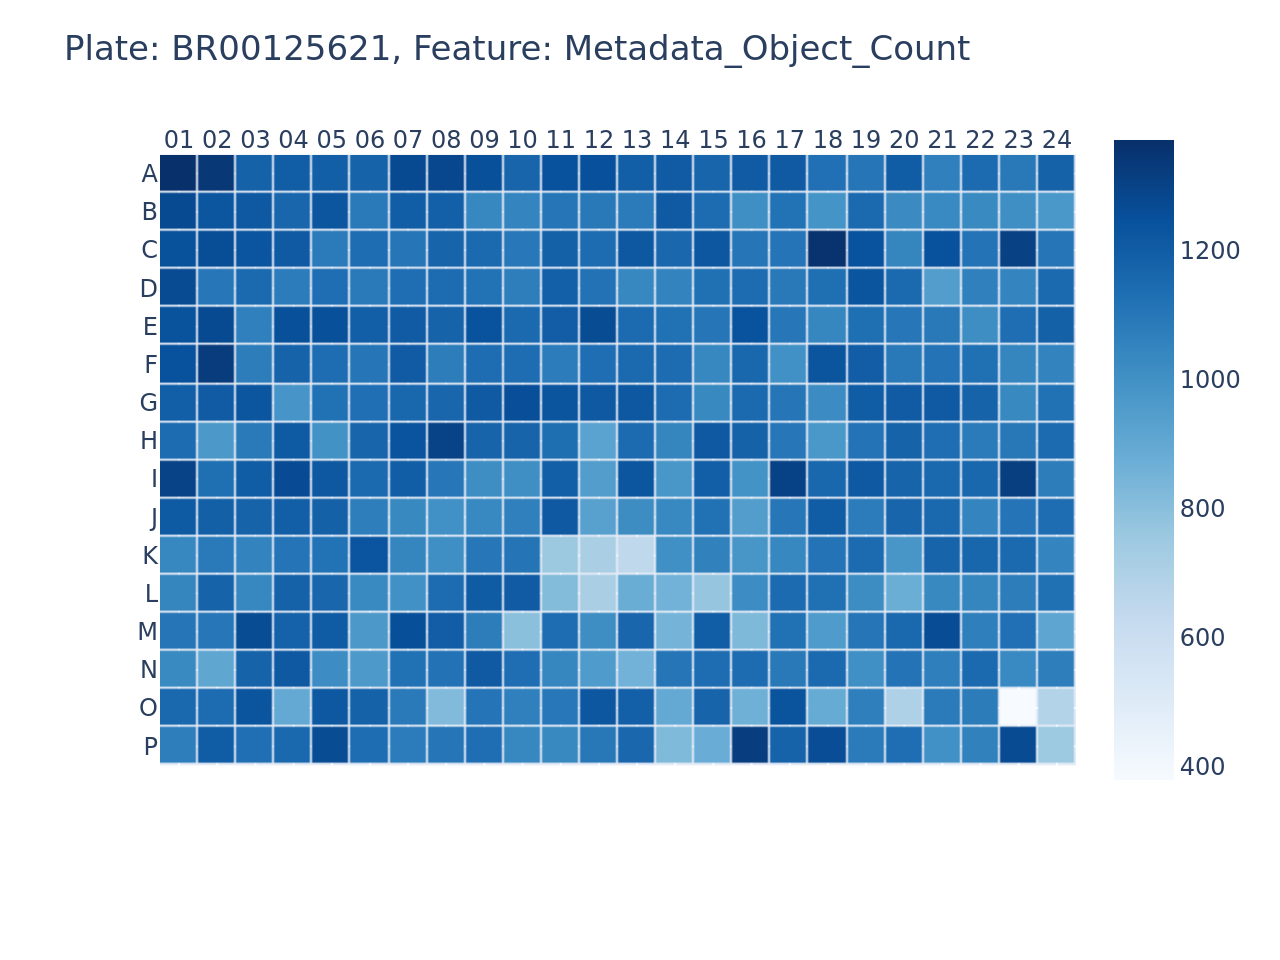 Plate: BR00125621, Feature: Metadata_Object_Count
01 02 03 04 05 06 07 08 09 10 11 12 13 14 15 16 17 18 19 20 21 22 23 24
A
B
C
D
E
F
G
H
I
J
K
L
M
N
O
P
1200
1000
800
600
400